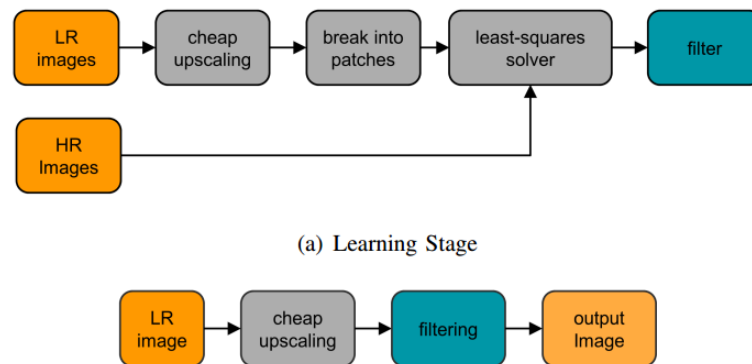 LR
images
cheap
upscaling
break into
patches
least-squares
solver
filter
HR
Images
(a) Learning Stage
LR
image
cheap
upscaling
filtering
output
Image